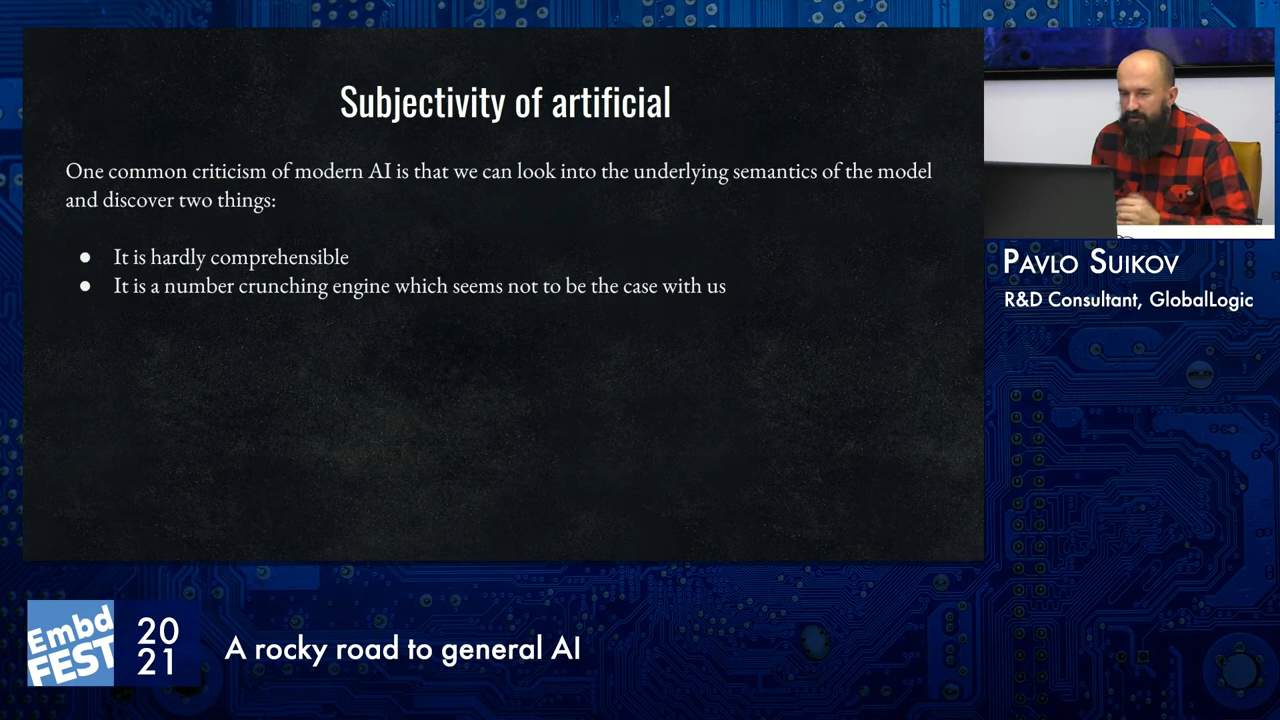 Subjectivity of artificial
One common criticism of modern AI is that we can look into the underlying semantics of the model
and discover two things:
● It is hardly comprehensible
● It is a number crunching engine which seems not to be the case with us
PAVLO SUIKOV
R&D Consultant, GlobalLogic
Embd
FEST
20
21
A rocky road to general AI